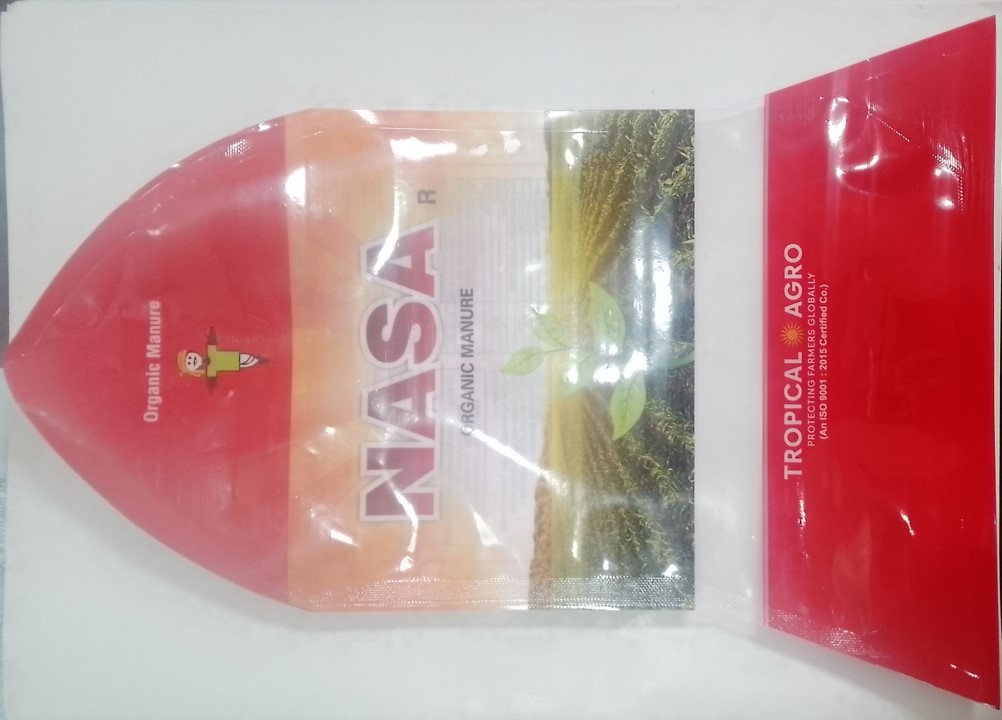 Organic Manure
NASA R
ORGANIC MANURE
TROPICAL AGRO
PROTECTING FARMERS GLOBALLY
(An ISO 9001 : 2015 Certified Co.)